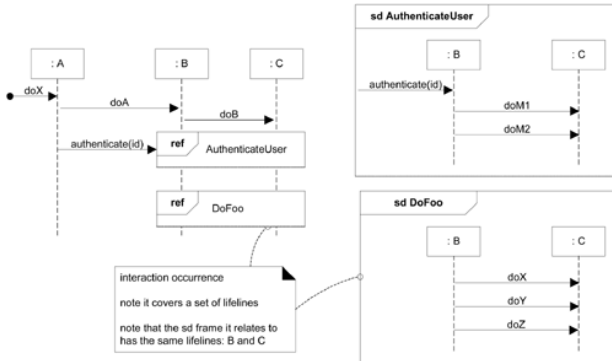 sd AuthenticateUser
: A
: B
: C
: B
: C
doX
authenticate(id)
doA
doM1
doB
doM2
authenticate(id)
ref
AuthenticateUser
ref
DoFoo
sd DoFoo
: B
: C
interaction occurrence
note it covers a set of lifelines
note that the sd frame it relates to
has the same lifelines: B and C
doX
doY
doZ